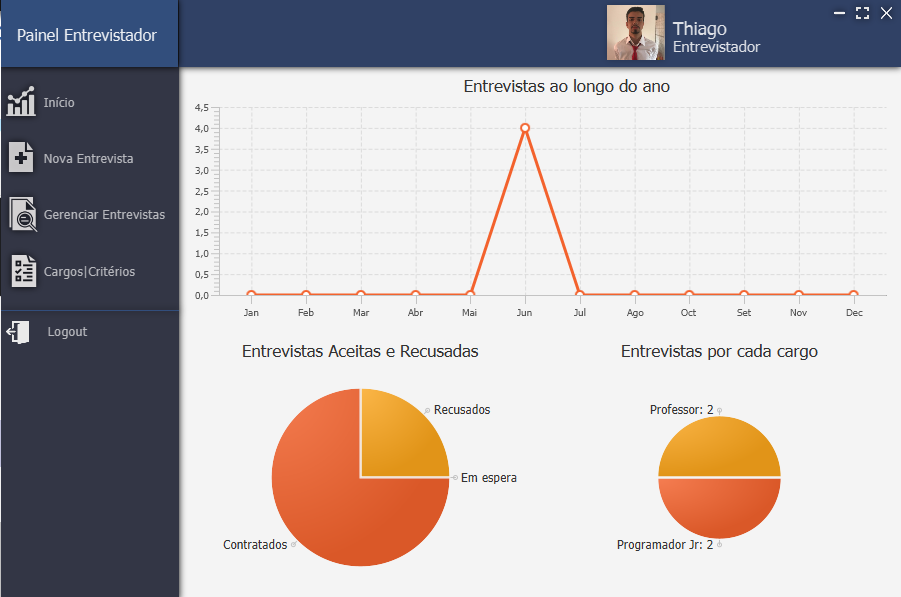 Painel Entrevistador
Thiago
Entrevistador
Início
Nova Entrevista
Gerenciar Entrevistas
Cargos|Critérios
Logout
Entrevistas ao longo do ano
4,5
4,0
3,5
3,0
2,5
2,0
1,5
1,0
0,5
0,0
Jan Feb Mar Abr Mai Jun Jul Ago Oct Set Nov Dec
Entrevistas Aceitas e Recusadas
Recusados
Em espera
Contratados
Entrevistas por cada cargo
Professor: 2
Programador Jr: 2